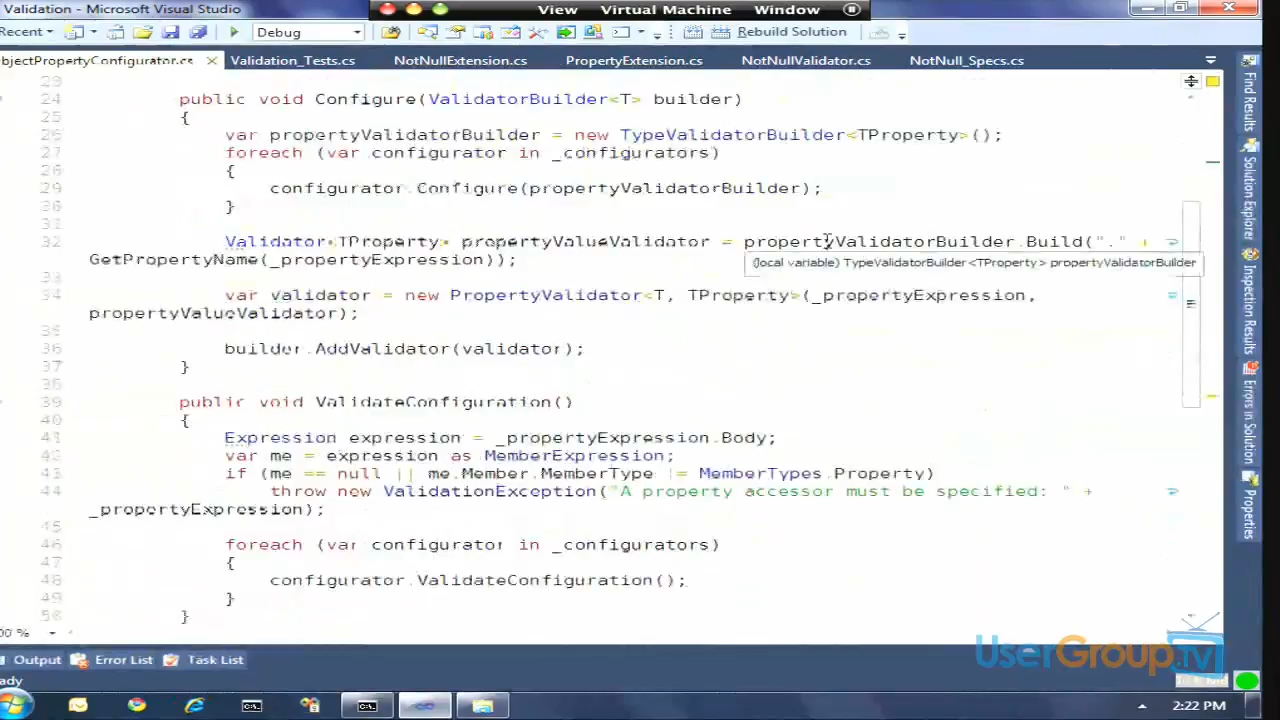 Validation - Microsoft Visual Studio
View Virtual Machine Window
Recent Debug Rebuild Solution
bjectPropertyConfigurator.cs Validation_Tests.cs NotNullExtension.cs PropertyExtension.cs NotNullValidator.cs NotNull_Specs.cs
23
24 public void Configure(ValidatorBuilder<T> builder)
25 {
26 var propertyValidatorBuilder = new TypeValidatorBuilder<TProperty>();
27 foreach (var configurator in _configurators)
28 {
29 configurator.Configure(propertyValidatorBuilder);
30 }
31
32 Validator<TProperty> propertyValueValidator = propertyValidatorBuilder.Build("." +
GetPropertyName(_propertyExpression));
(local variable) TypeValidatorBuilder<TProperty> propertyValidatorBuilder
34 var validator = new PropertyValidator<T, TProperty>(_propertyExpression,
propertyValueValidator);
35
36 builder.AddValidator(validator);
37 }
38
39 public void ValidateConfiguration()
40 {
41 Expression expression = _propertyExpression.Body;
42 var me = expression as MemberExpression;
43 if (me == null || me.Member.MemberType != MemberTypes.Property)
44 throw new ValidationException("A property accessor must be specified: " +
_propertyExpression);
45
46 foreach (var configurator in _configurators)
47 {
48 configurator.ValidateConfiguration();
49 }
50 }
00 %
Find Results
Solution Explorer
Inspection Results
Errors in Solution
Properties
Output Error List Task List
ady
UserGroup.tv
2:22 PM